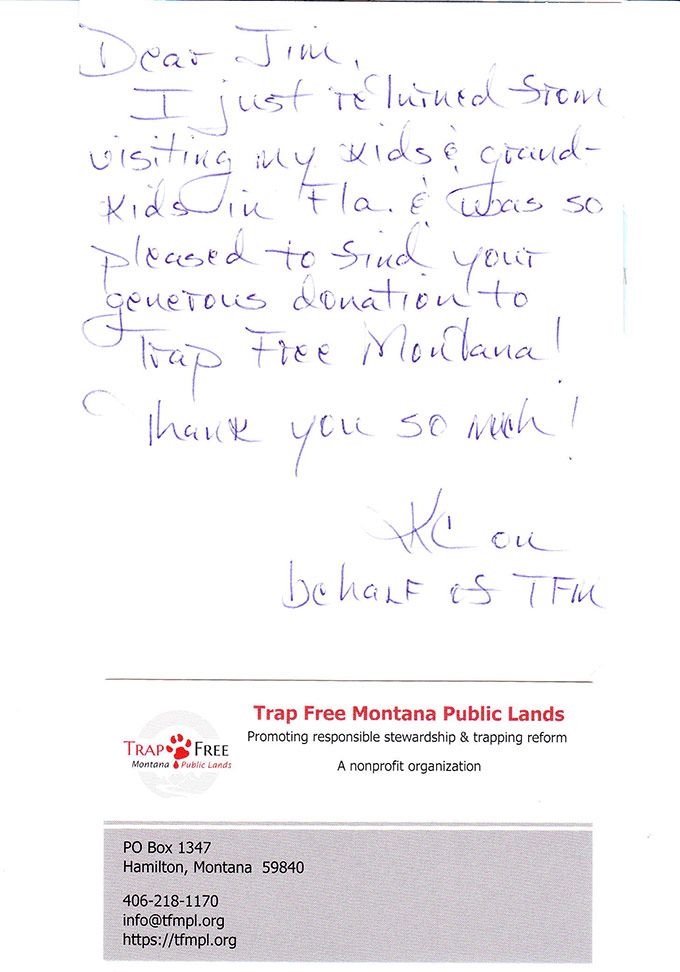 Dear Jim,
I just returned from
visiting my kids & grand-
kids in Fla. & was so
pleased to find your
generous donation to
Trap Free Montana!
Thank you so much!
KC on
behalf of TFM
Trap Free Montana Public Lands
Promoting responsible stewardship & trapping reform
A nonprofit organization
TRAP FREE
Montana Public Lands
PO Box 1347
Hamilton, Montana 59840
406-218-1170
info@tfmpl.org
https://tfmpl.org